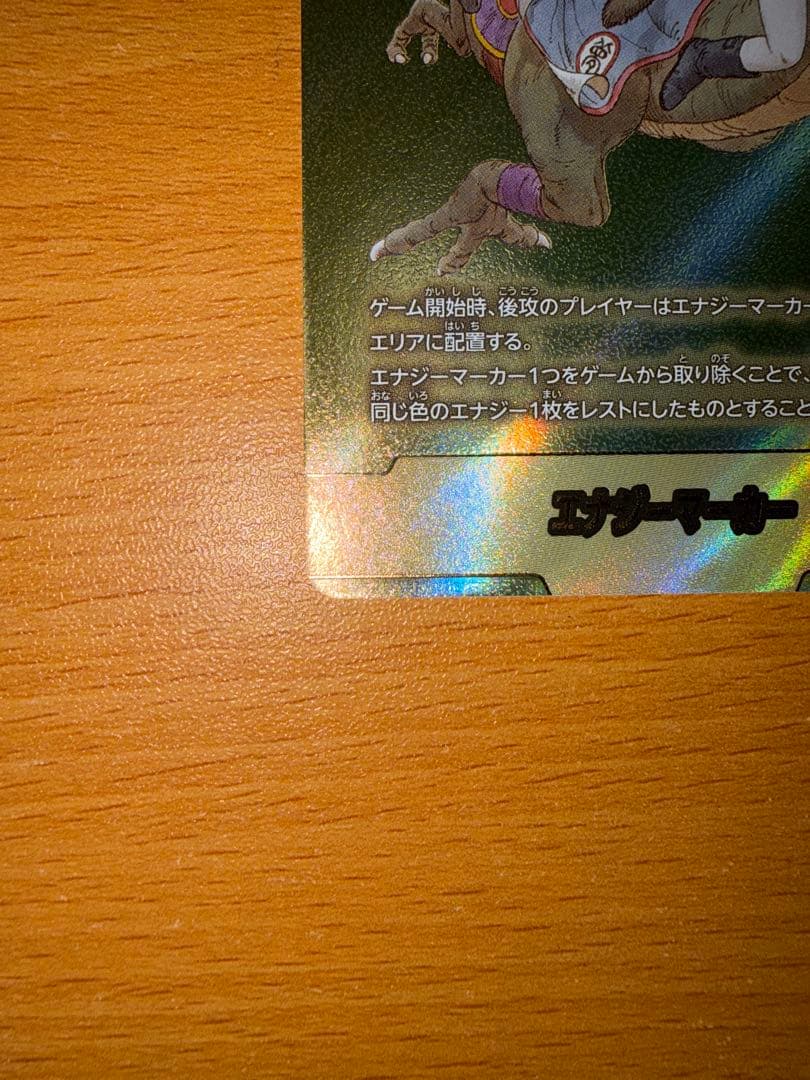 ゲーム開始時、後攻のプレイヤーはエナジーマーカー
エリアに配置する。
エナジーマーカー1つをゲームから取り除くことで、
同じ色のエナジー1枚をレストにしたものとすること
エナジーマーカー